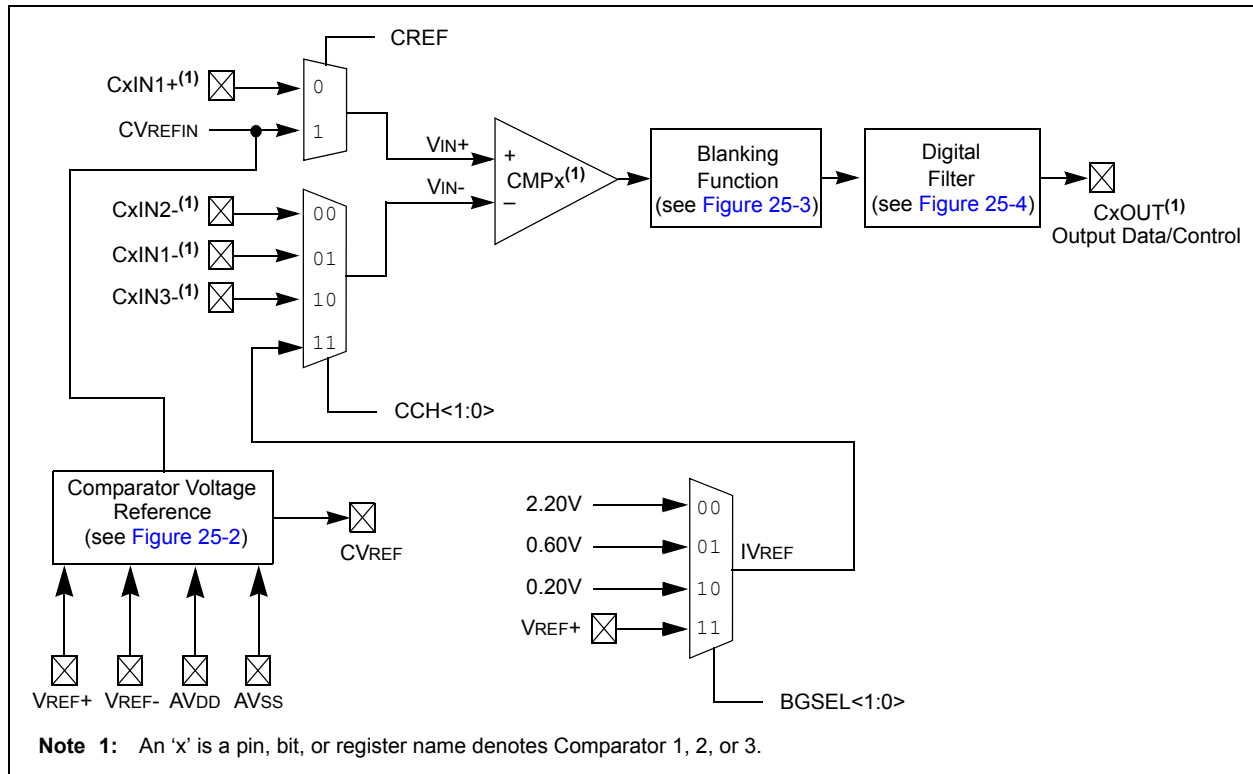 CREF
CxIN1+(1)
0
CVREFIN
1
VIN+
VIN-
+
CMPx(1)
–
Blanking
Function
(see Figure 25-3)
Digital
Filter
(see Figure 25-4)
CxOUT(1)
Output Data/Control
CxIN2-(1)
00
CxIN1-(1)
01
CxIN3-(1)
10
11
CCH<1:0>
Comparator Voltage
Reference
(see Figure 25-2)
CVREF
2.20V
00
0.60V
01
IVREF
0.20V
10
VREF+
11
BGSEL<1:0>
VREF+ VREF- AVDD AVSS
Note 1: An ‘x’ is a pin, bit, or register name denotes Comparator 1, 2, or 3.